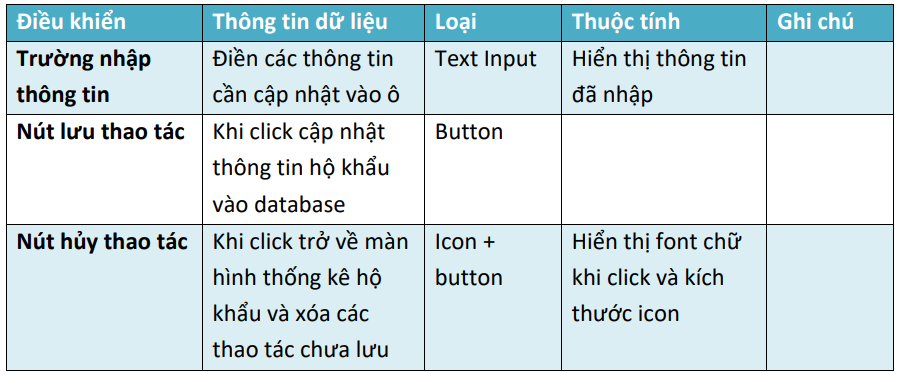 Điều khiển Thông tin dữ liệu Loại Thuộc tính Ghi chú
Trường nhập thông tin Điền các thông tin cần cập nhật vào ô Text Input Hiển thị thông tin đã nhập
Nút lưu thao tác Khi click cập nhật thông tin hộ khẩu vào database Button
Nút hủy thao tác Khi click trở về màn hình thống kê hộ khẩu và xóa các thao tác chưa lưu Icon + button Hiển thị font chữ khi click và kích thước icon